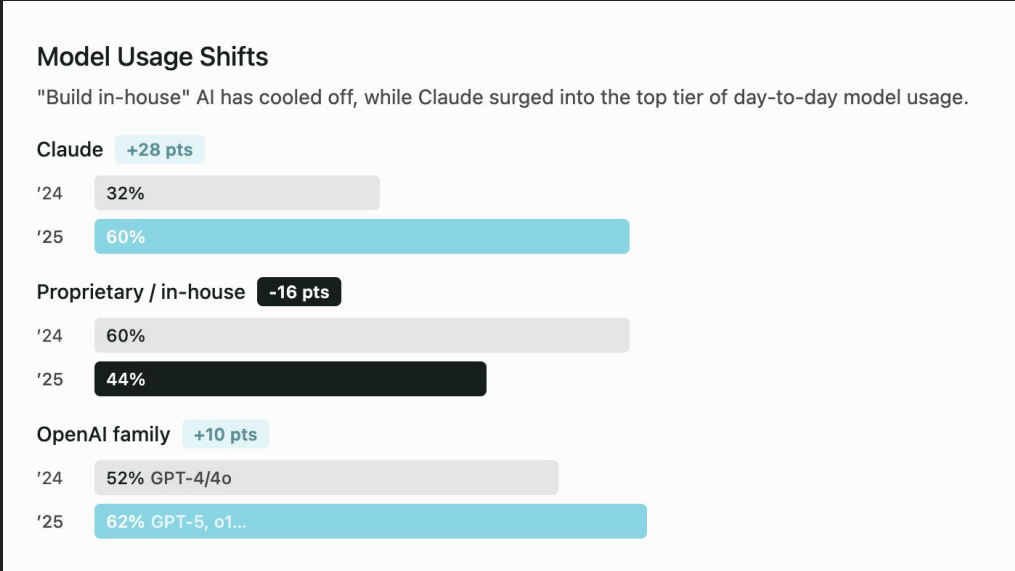 Model Usage Shifts
"Build in-house" AI has cooled off, while Claude surged into the top tier of day-to-day model usage.
Claude +28 pts
’24 32%
’25 60%
Proprietary / in-house -16 pts
’24 60%
’25 44%
OpenAI family +10 pts
’24 52% GPT-4/4o
’25 62% GPT-5, o1...